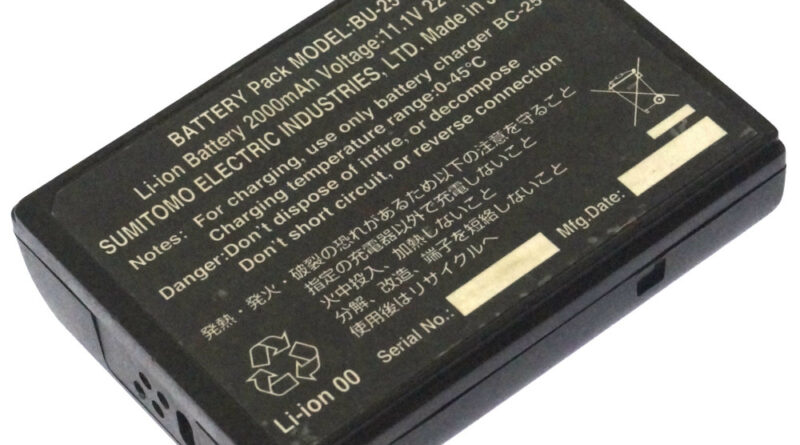 BATTERY Pack MODEL:BU-25
Li-ion Battery 2000mAh Voltage:11.1V 22
SUMITOMO ELECTRIC INDUSTRIES, LTD. Made in
Notes: For charging, use only battery charger BC-25
Charging temperature range:0-45°C
Danger:Don't dispose of infire, or decompose
Don't short circuit, or reverse connection
発熱・発火・破裂の恐れがあるため以下の注意を守ること
指定の充電器以外で充電しないこと
火中投入、加熱しないこと
分解、改造、端子を短絡しないこと
使用後はリサイクルへ
Li-ion 00
Serial No.:
Mfg.Date: